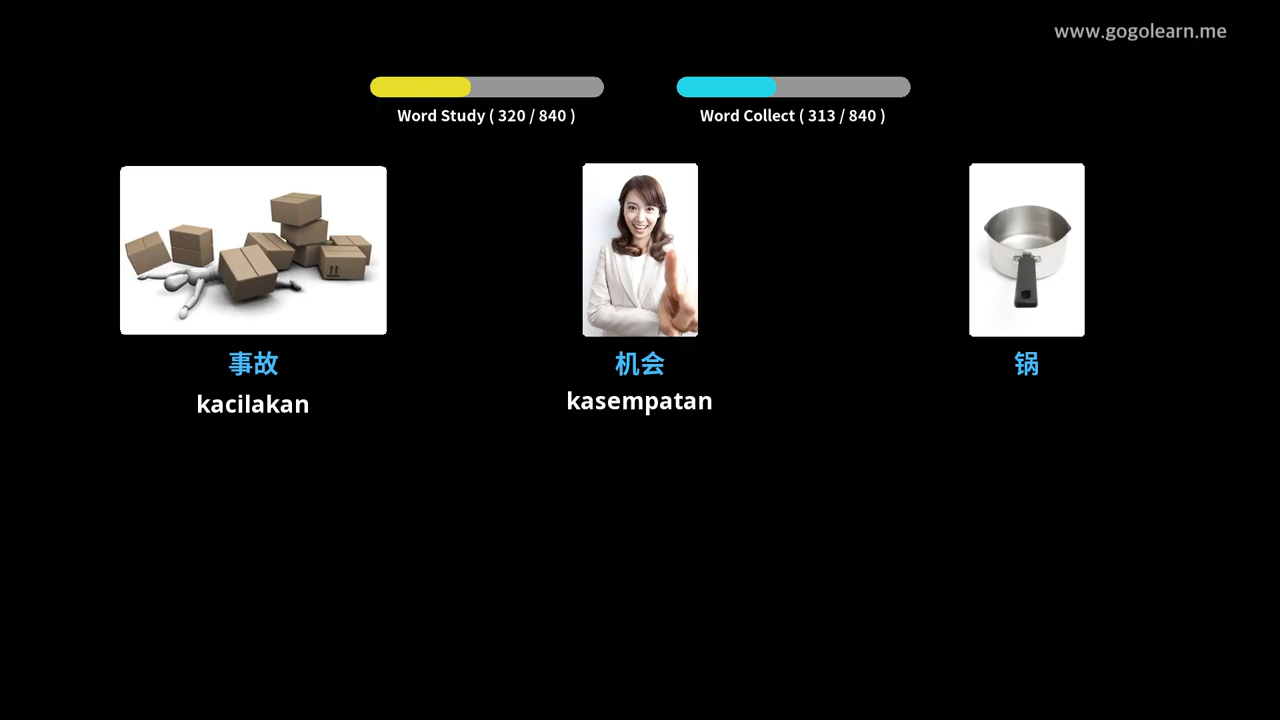 www.gogolearn.me
Word Study ( 320 / 840 )
Word Collect ( 313 / 840 )
事故
机会
锅
kacilakan
kasempatan